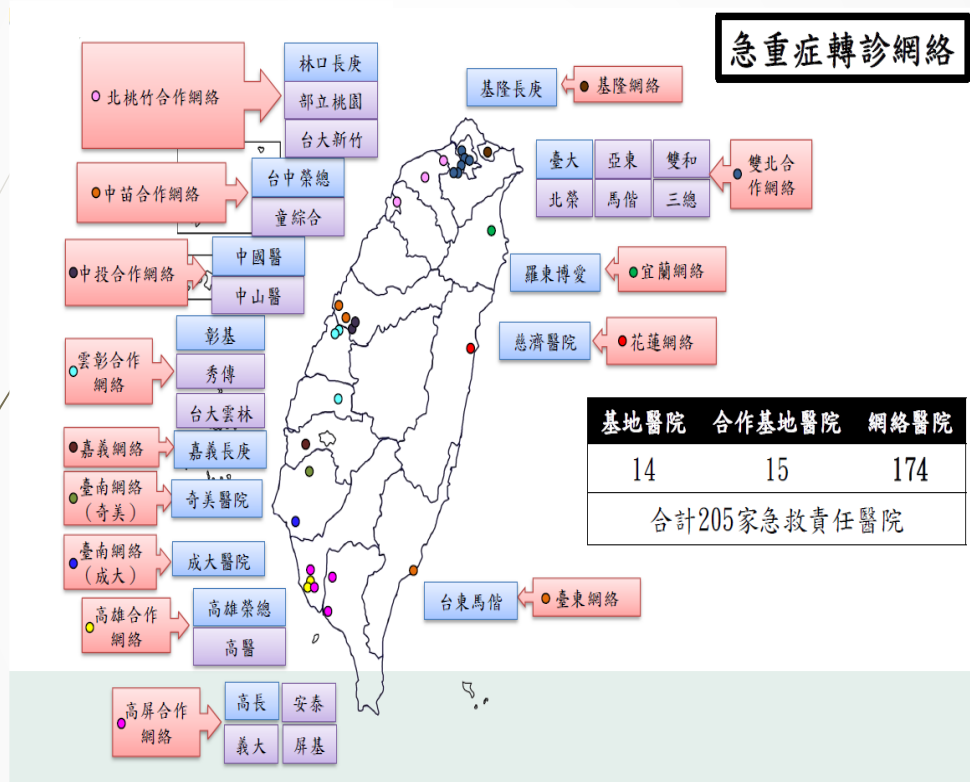 急重症轉診網絡
北桃竹合作網絡
林口長庚
部立桃園
台大新竹
中苗合作網絡
台中榮總
童綜合
中投合作網絡
中國醫
中山醫
雲彰合作
網絡
彰基
秀傳
台大雲林
嘉義網絡
嘉義長庚
臺南網絡
(奇美)
奇美醫院
臺南網絡
(成大)
成大醫院
高雄合作
網絡
高雄榮總
高醫
高屏合作
網絡
高長
安泰
義大
屏基
基隆長庚
基隆網絡
臺大
亞東
雙和
北榮
馬偕
三總
雙北合
作網絡
羅東博愛
宜蘭網絡
慈濟醫院
花蓮網絡
基地醫院 合作基地醫院 網絡醫院
14 15 174
合計205家急救責任醫院
台東馬偕
臺東網絡